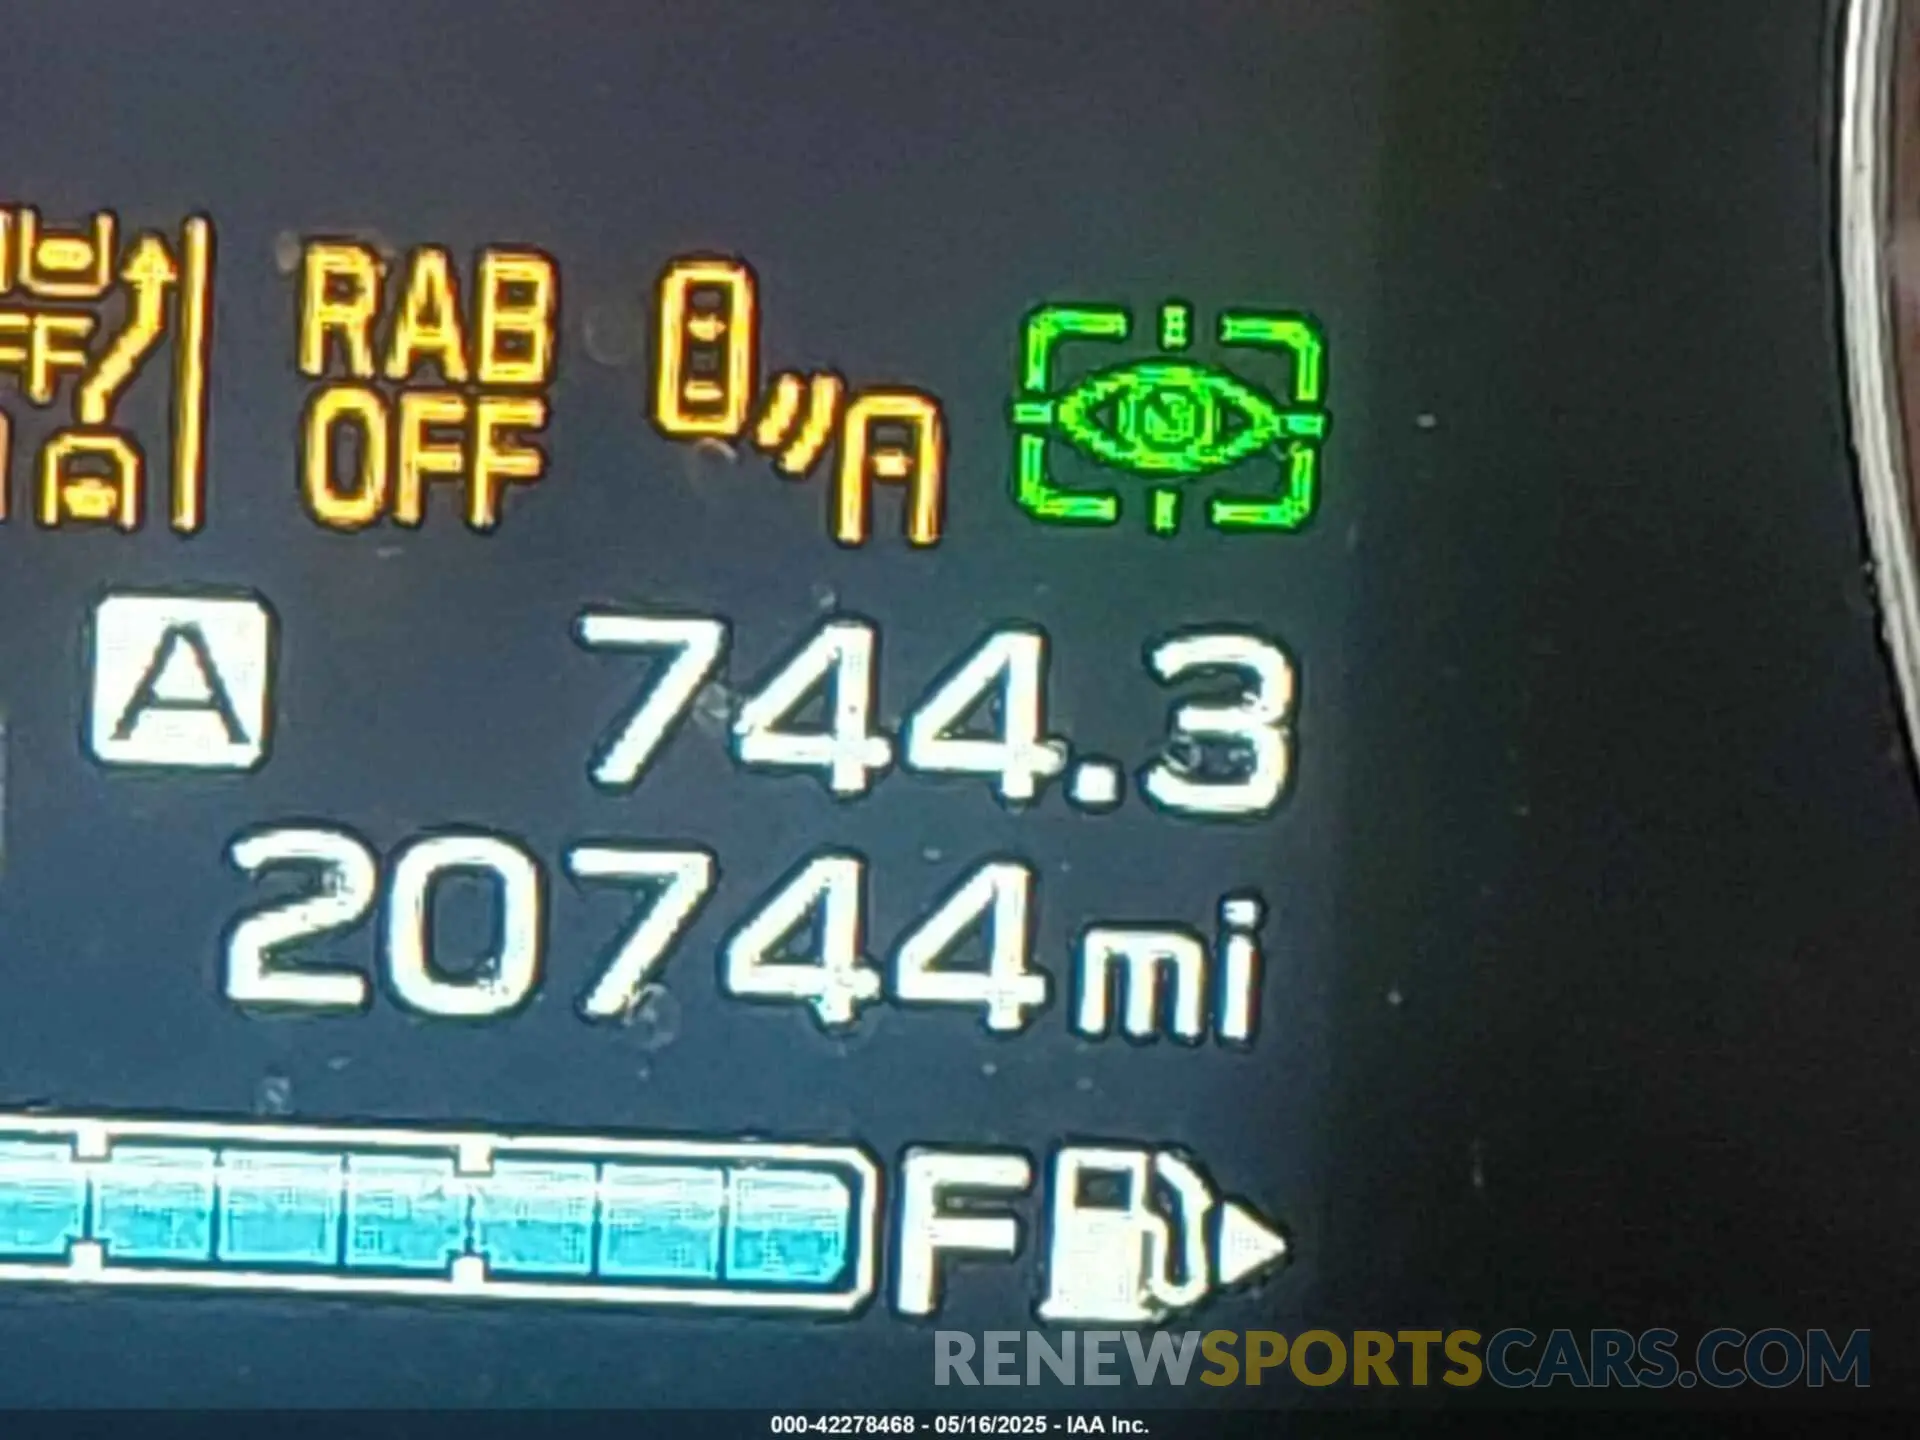 RAB
OFF
A 744.3
20744mi
F
RENEWSPORTSCARS.COM
000-42278468 - 05/16/2025 - IAA Inc.